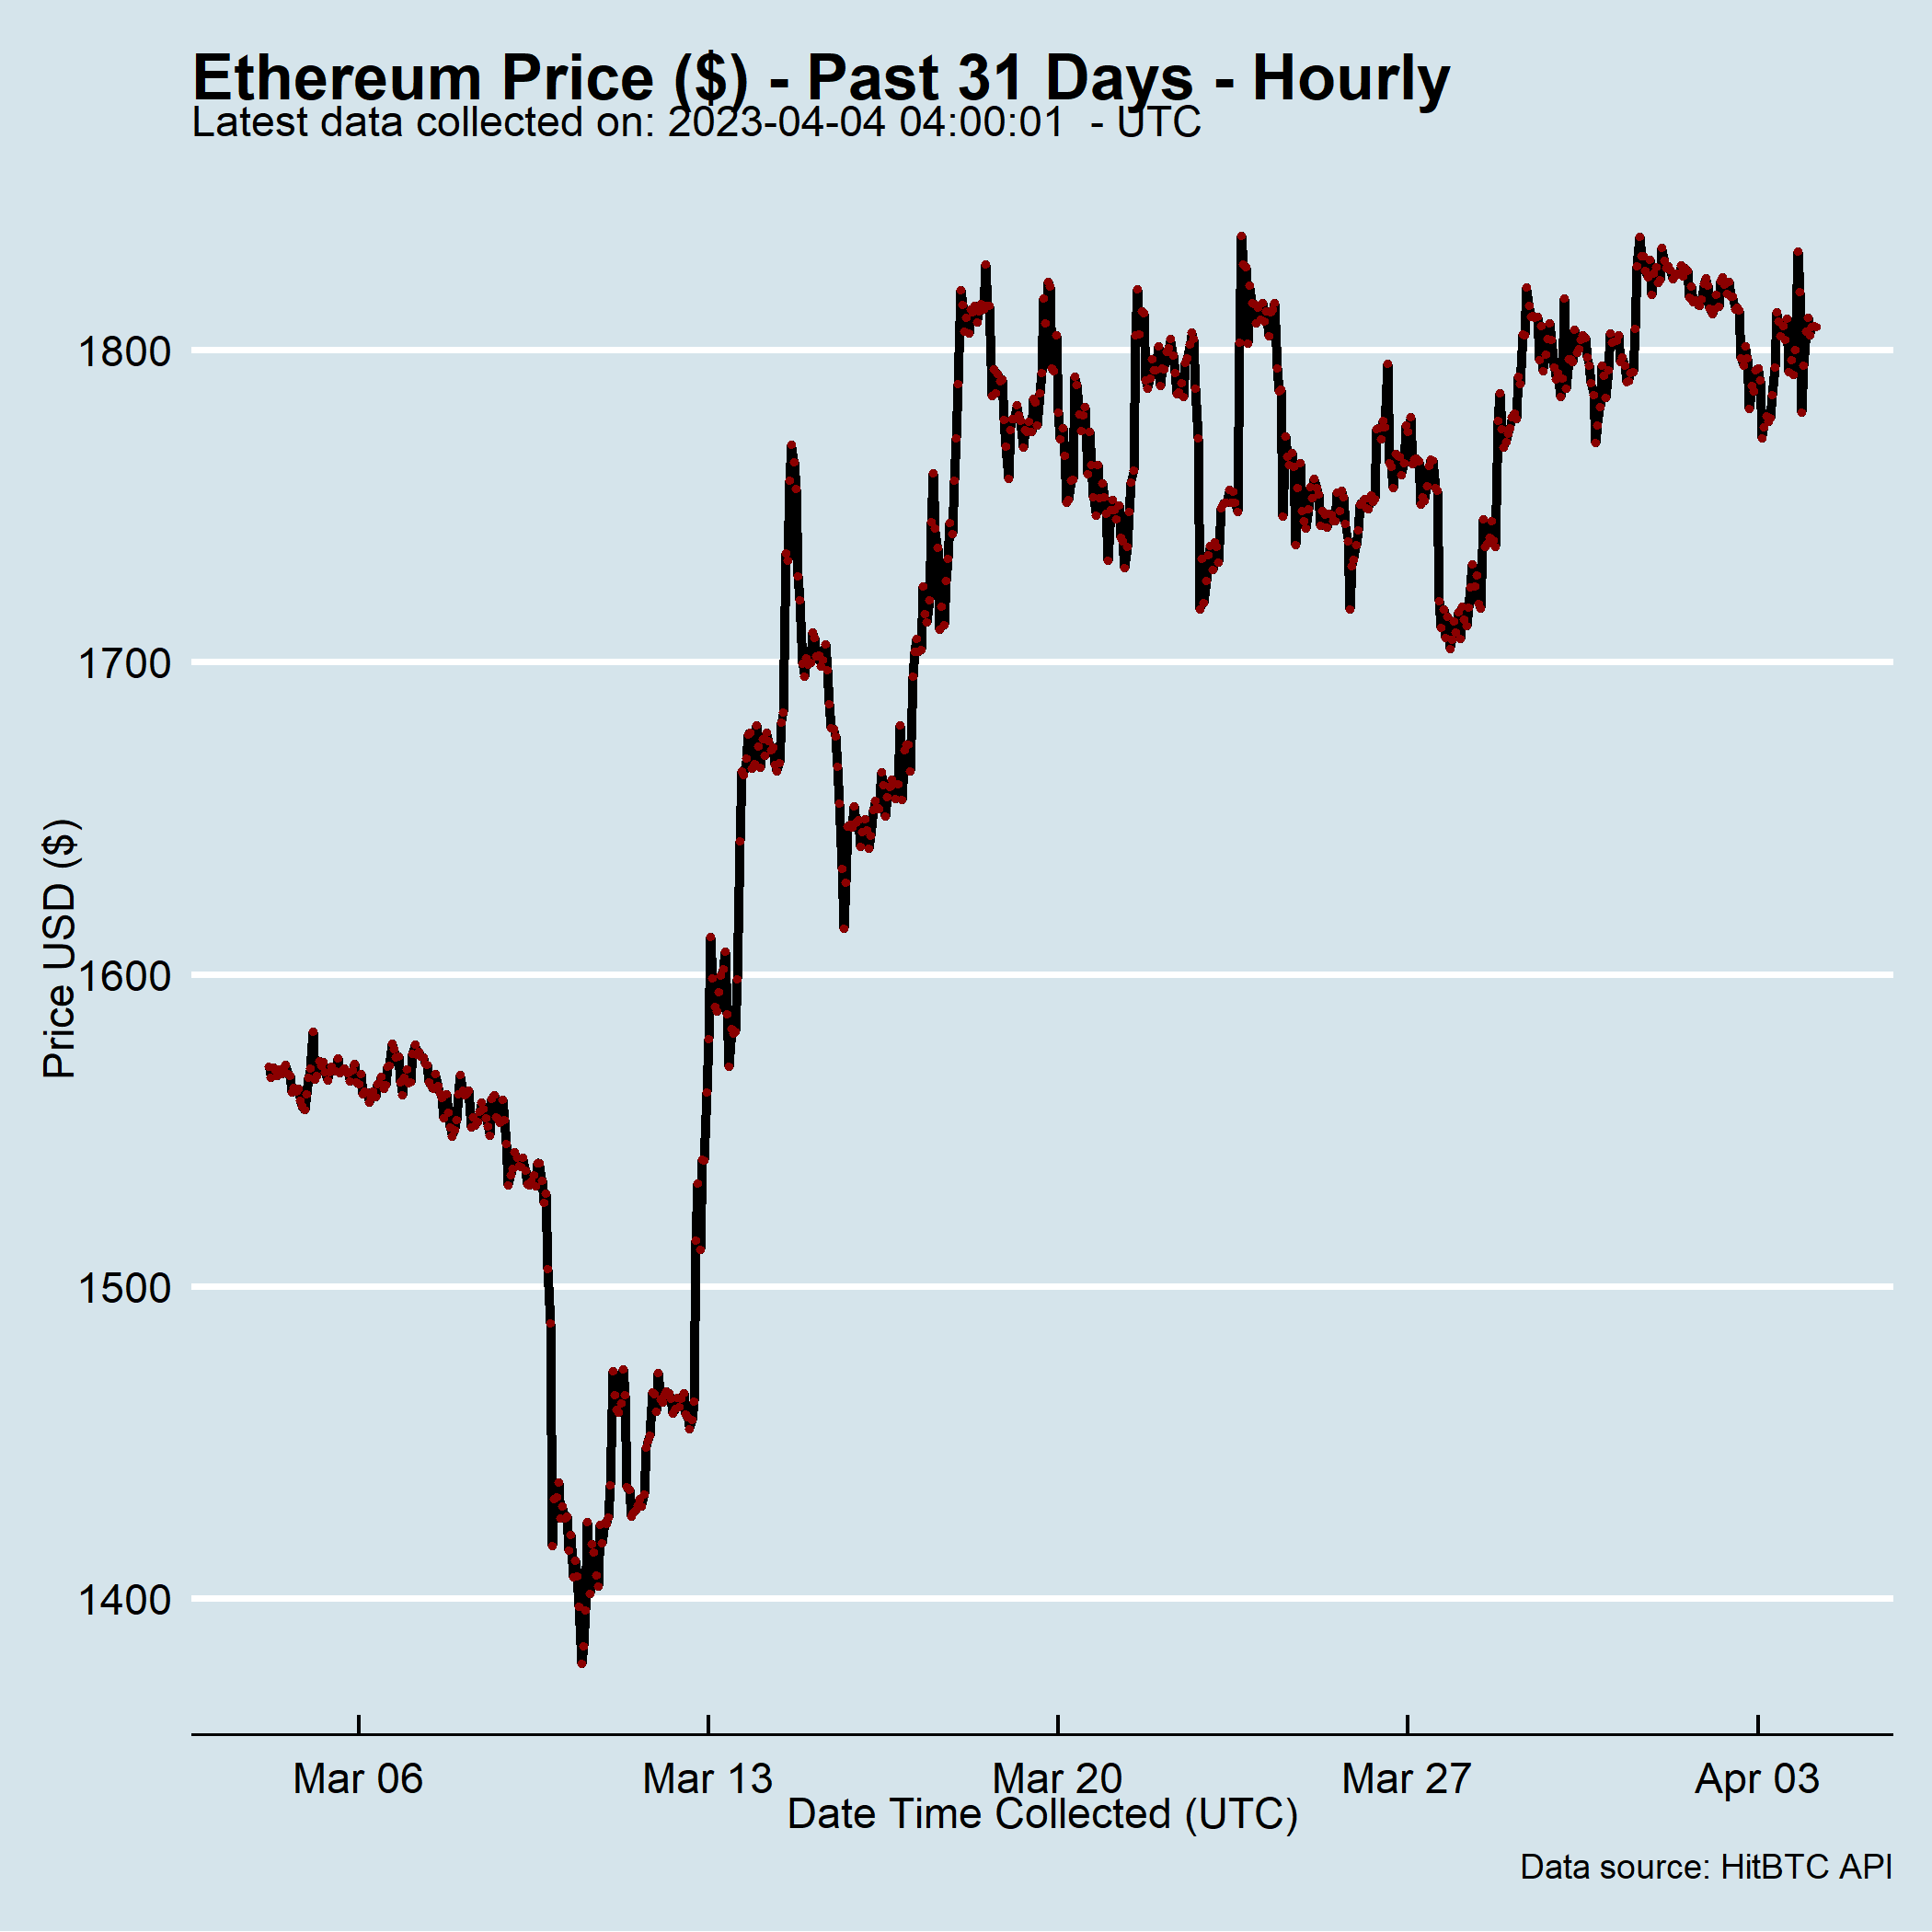 Ethereum Price ($) - Past 31 Days - Hourly
Latest data collected on: 2023-04-04 04:00:01  - UTC
Price USD ($)
1800
1700
1600
1500
1400
Mar 06
Mar 13
Mar 20
Mar 27
Apr 03
Date Time Collected (UTC)
Data source: HitBTC API